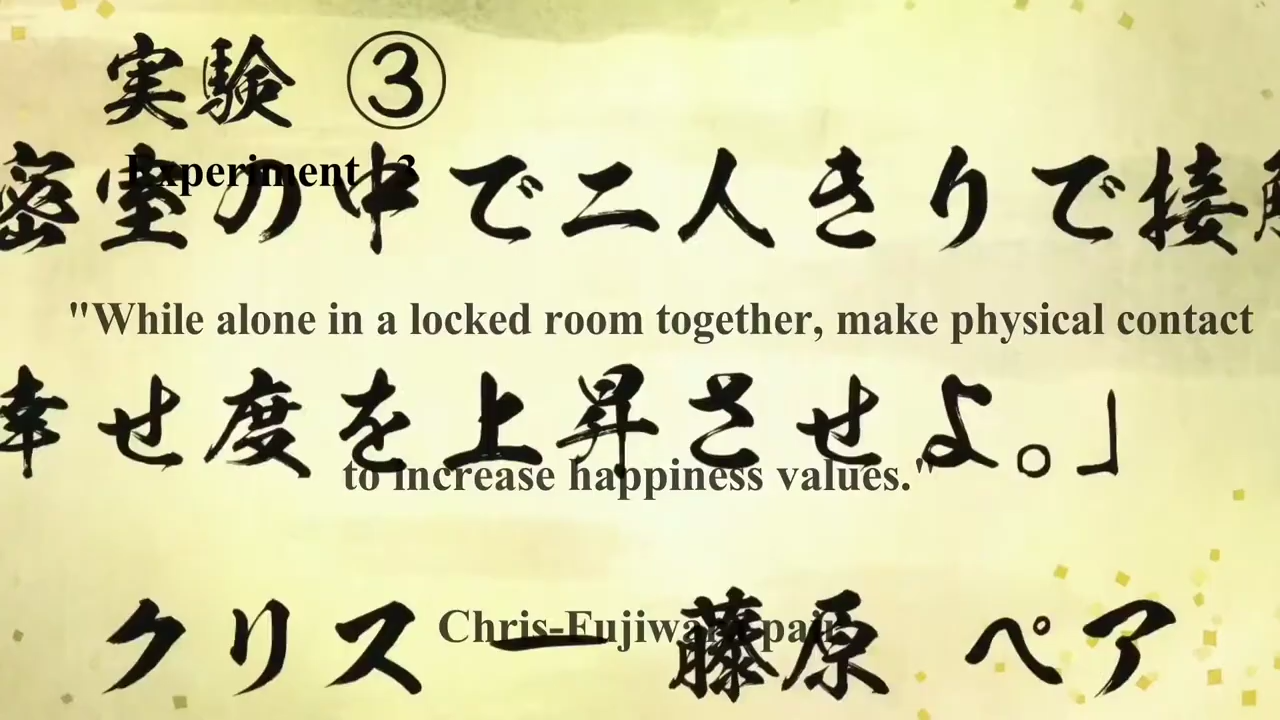 実験 ③
Experiment 3
密室の中で二人きりで接触
"While alone in a locked room together, make physical contact
幸せ度を上昇させよ。」
to increase happiness values."
Chris-Fujiwara pair
クリス ー 藤原 ペア